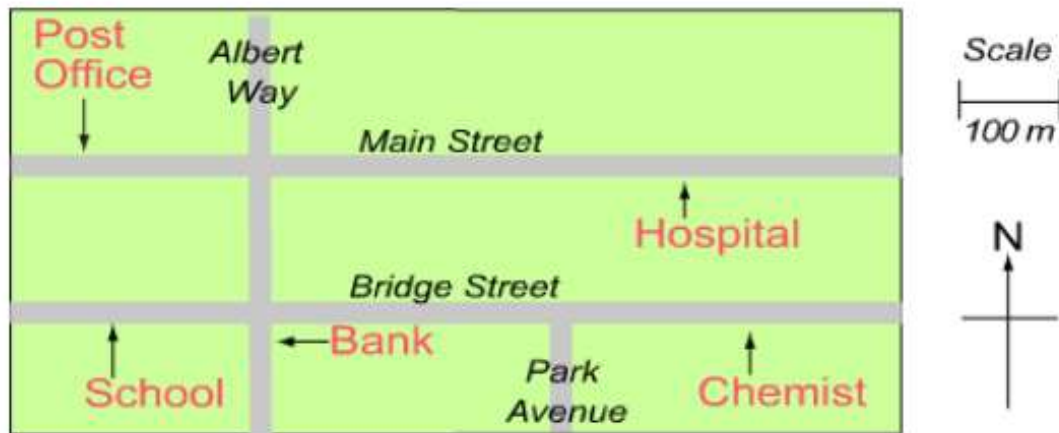 Post
Office
Albert
Way
Scale
100 m
Main Street
Hospital
N
Bridge Street
Bank
School
Park
Avenue
Chemist